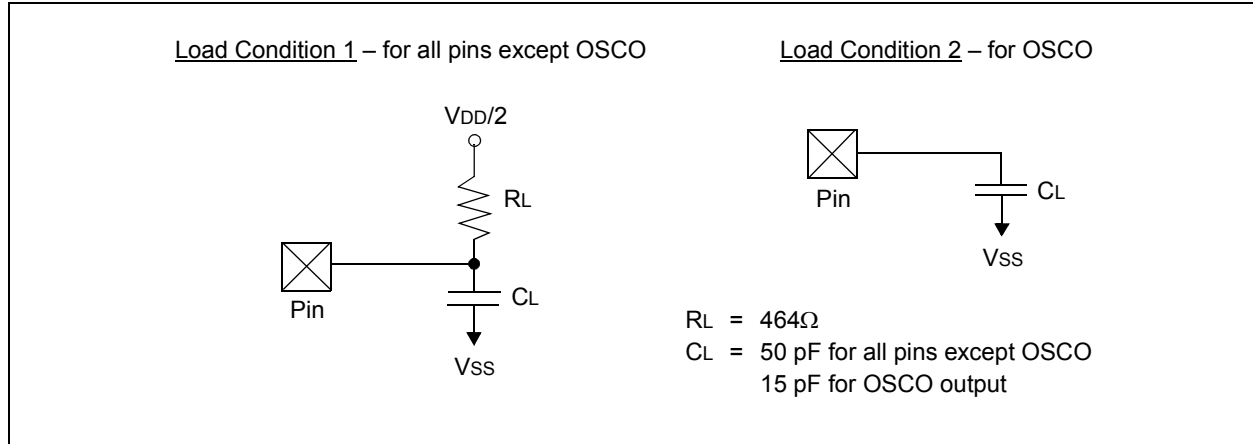 Load Condition 1 – for all pins except OSCO
VDD/2
RL
Pin
CL
VSS
Load Condition 2 – for OSCO
Pin
CL
VSS
RL = 464Ω
CL = 50 pF for all pins except OSCO
15 pF for OSCO output